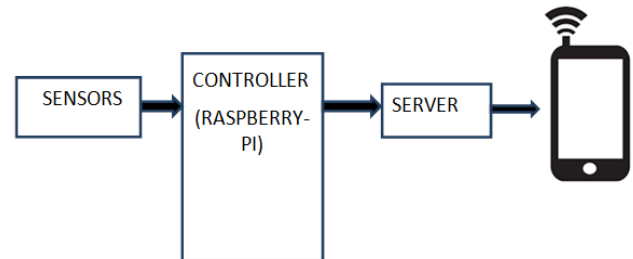 SENSORS
CONTROLLER
(RASPBERRY-
PI)
SERVER